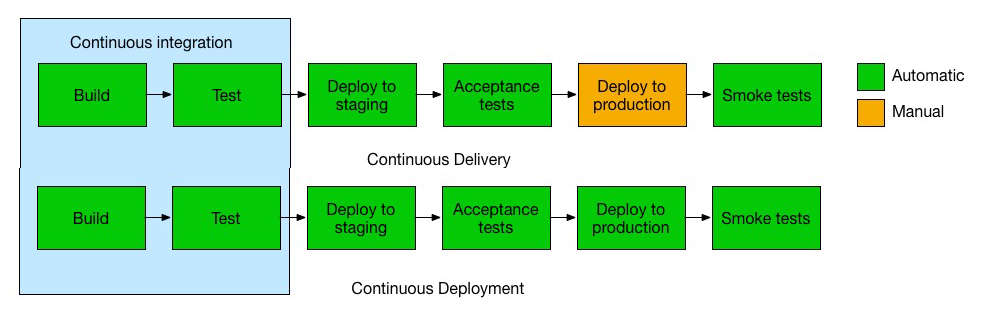 Continuous integration
Build
Test
Deploy to
staging
Acceptance
tests
Deploy to
production
Smoke tests
Automatic
Manual
Continuous Delivery
Build
Test
Deploy to
staging
Acceptance
tests
Deploy to
production
Smoke tests
Continuous Deployment